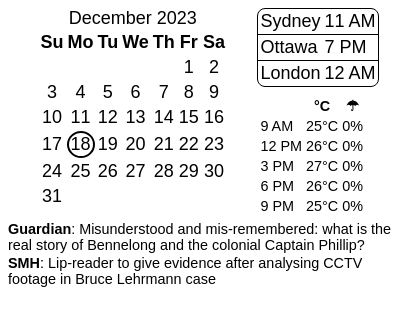 December 2023
Su Mo Tu We Th Fr Sa
1 2
3 4 5 6 7 8 9
10 11 12 13 14 15 16
17 18 19 20 21 22 23
24 25 26 27 28 29 30
31
Sydney 11 AM
Ottawa 7 PM
London 12 AM
°C ☂
9 AM 25°C 0%
12 PM 26°C 0%
3 PM 27°C 0%
6 PM 26°C 0%
9 PM 25°C 0%
Guardian: Misunderstood and mis-remembered: what is the
real story of Bennelong and the colonial Captain Phillip?
SMH: Lip-reader to give evidence after analysing CCTV
footage in Bruce Lehrmann case